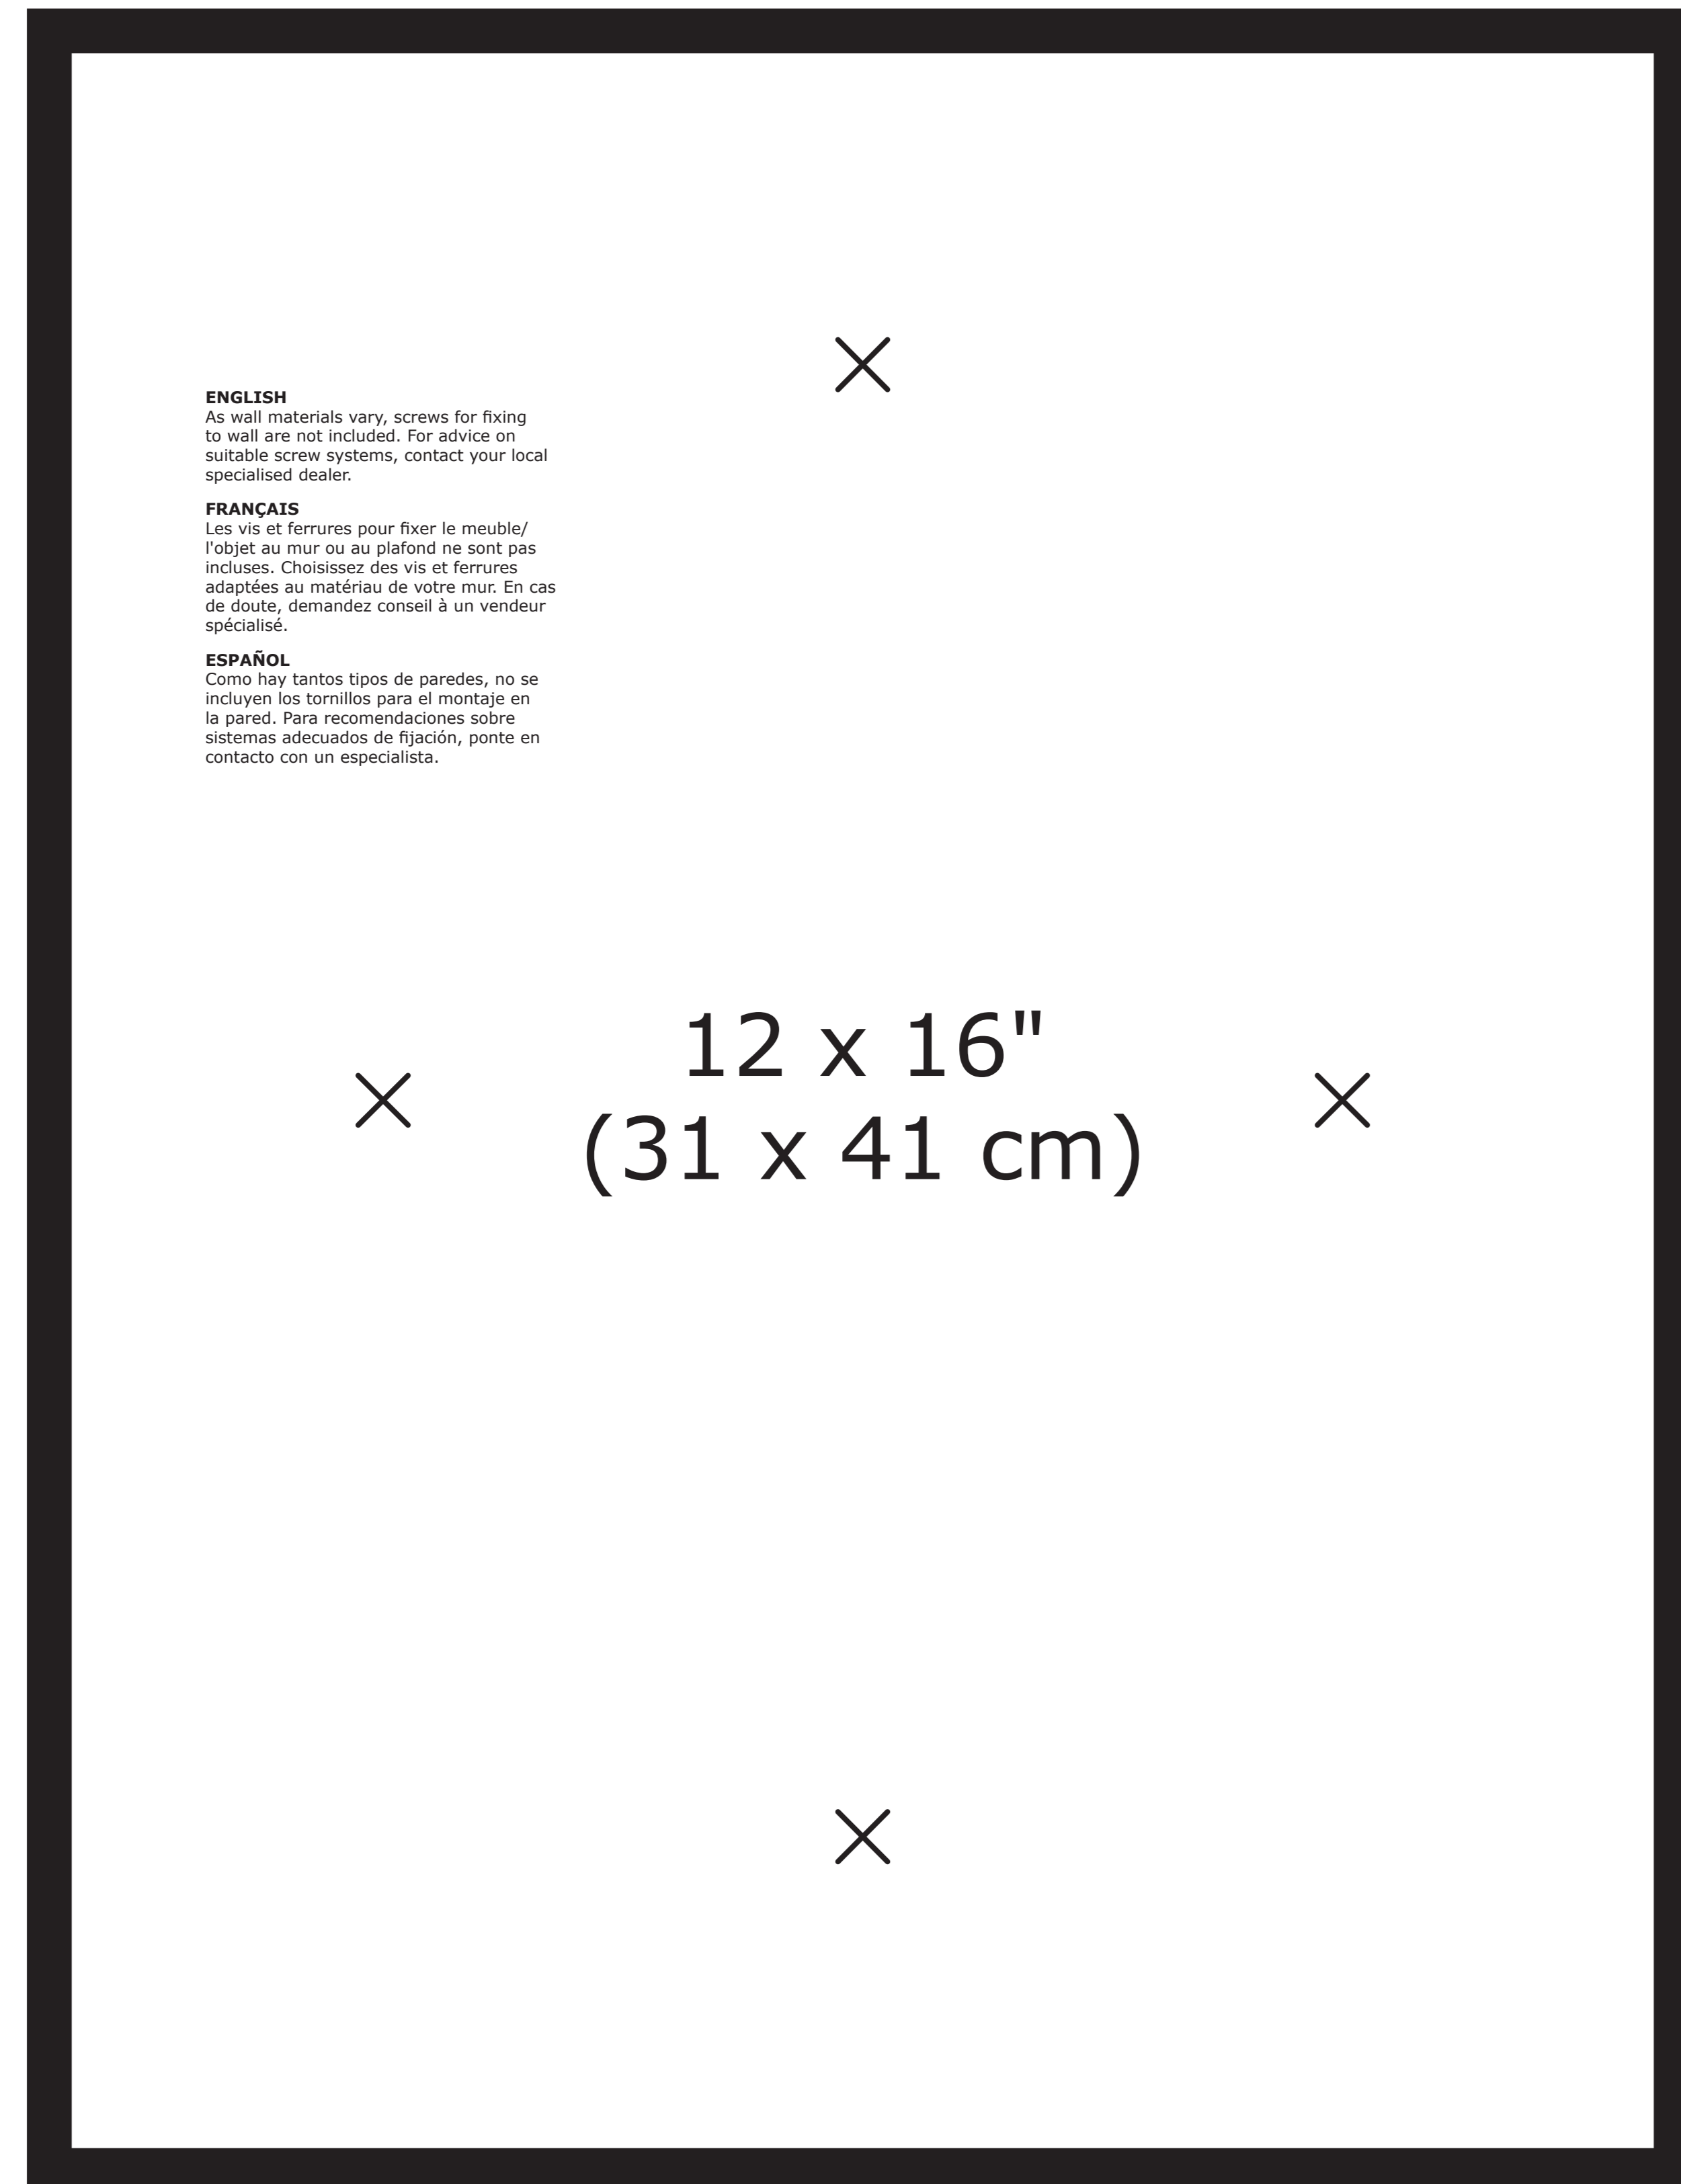 ENGLISH
As wall materials vary, screws for fixing
to wall are not included. For advice on
suitable screw systems, contact your local
specialised dealer.
FRANÇAIS
Les vis et ferrures pour fixer le meuble/
l'objet au mur ou au plafond ne sont pas
incluses. Choisissez des vis et ferrures
adaptées au matériau de votre mur. En cas
de doute, demandez conseil à un vendeur
spécialisé.
ESPAÑOL
Como hay tantos tipos de paredes, no se
incluyen los tornillos para el montaje en
la pared. Para recomendaciones sobre
sistemas adecuados de fijación, ponte en
contacto con un especialista.
12 x 16"
(31 x 41 cm)